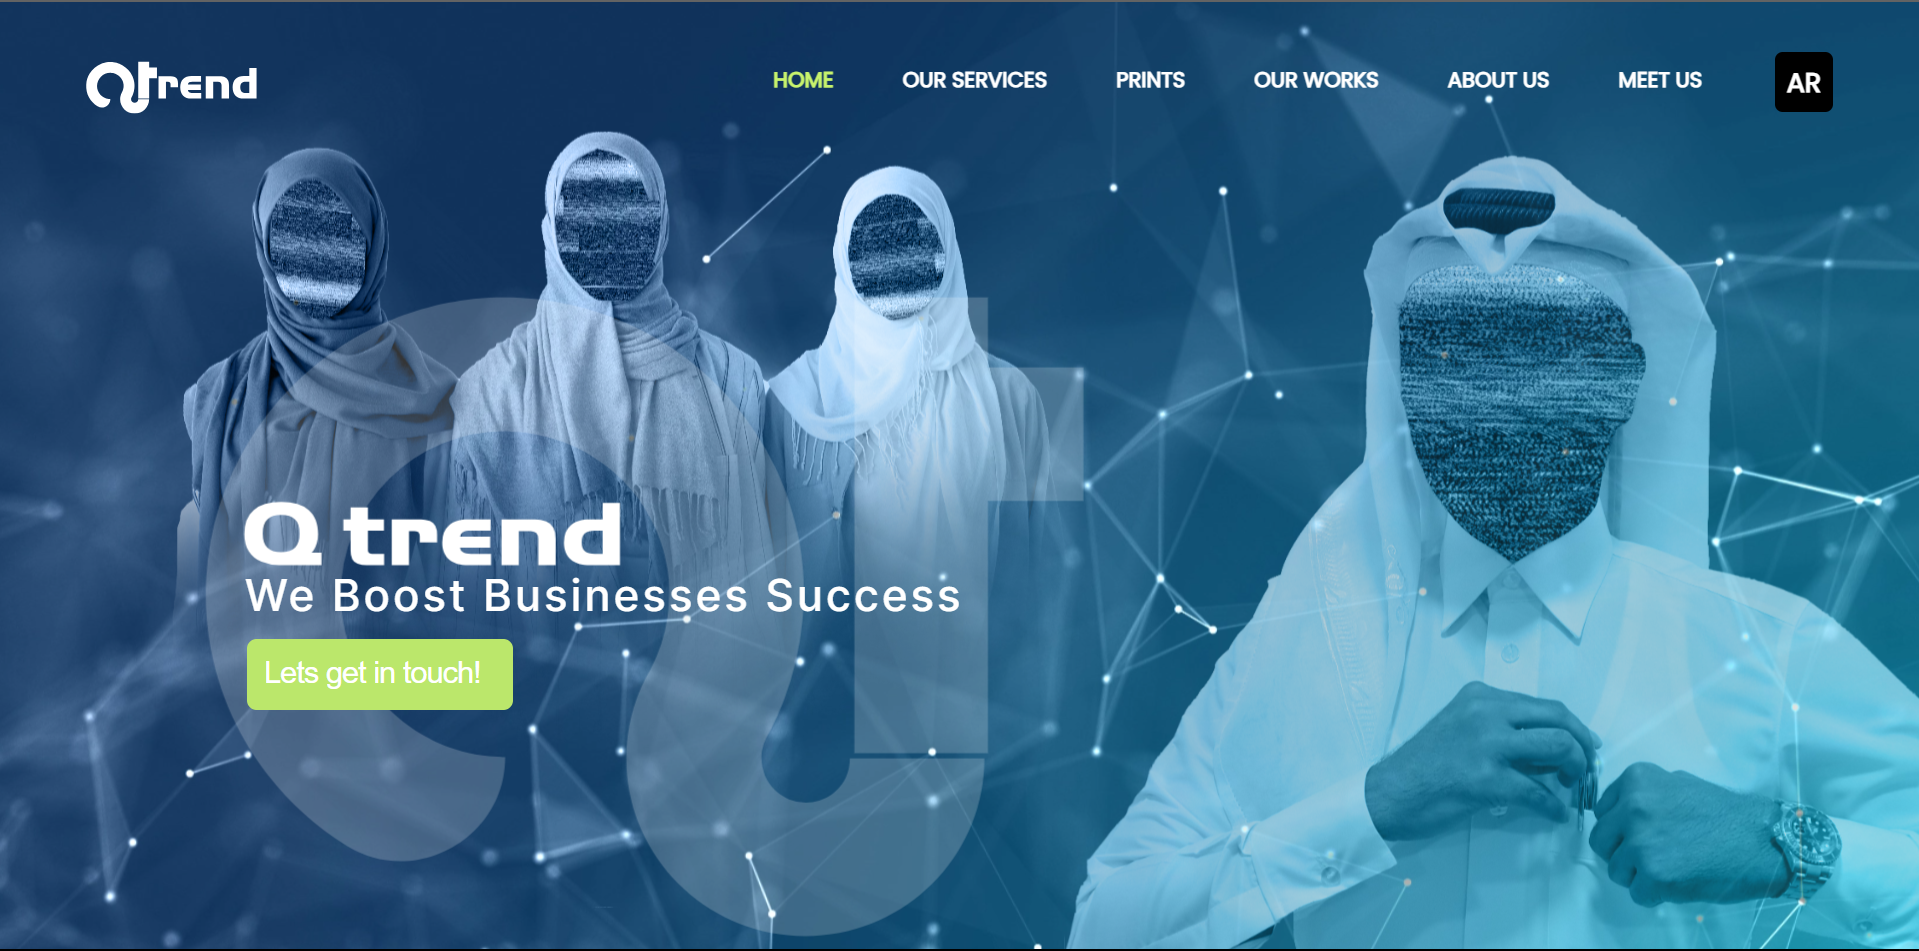 Qtrend
HOME OUR SERVICES PRINTS OUR WORKS ABOUT US MEET US AR
Q trend
We Boost Businesses Success
Lets get in touch!